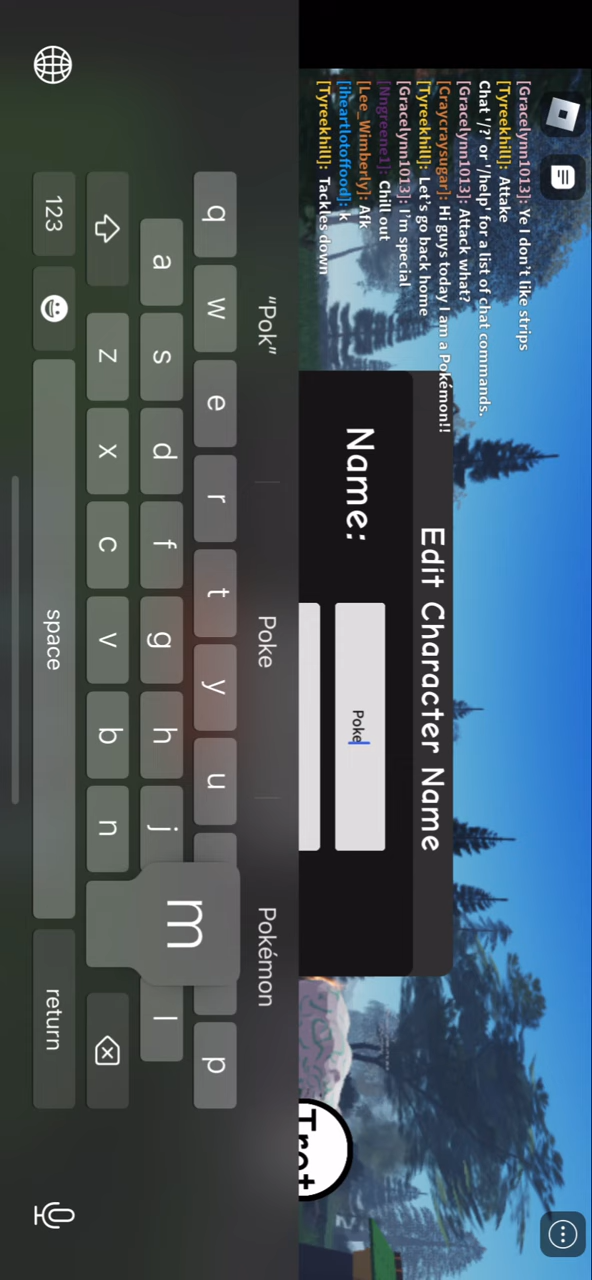 [Gracelynn1013]: Ye I don't like strips
[Tyreekhill]: Attake
Chat '/?' or '/help' for a list of chat commands.
[Gracelynn1013]: Attack what?
[Craycraysugar]: Hi guys today I am a Pokémon!!
[Tyreekhill]: Let's go back home
[Gracelynn1013]: I'm special
[Nngreene1]: Chill out
[Lee_Wimberly]: Afk
[iheartlotoffood]: k
[Tyreekhill]: Tackles down
Edit Character Name
Name:
Poke
Trot
"Pok"
Poke
Pokémon
q w e r t y u p
a s d f g h j l
z x c v b n m
123
space
return